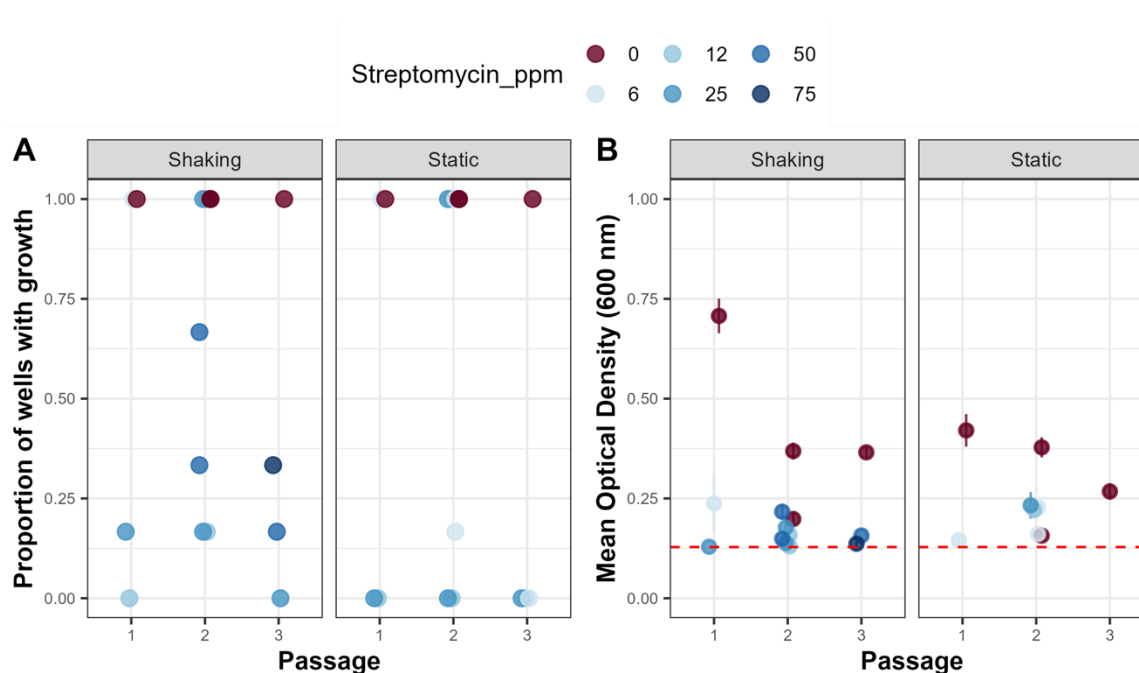 Streptomycin_ppm
0 12 50
6 25 75
A
Shaking Static
Proportion of wells with growth
1.00
0.75
0.50
0.25
0.00
1 2 3 1 2 3
Passage
B
Shaking Static
Mean Optical Density (600 nm)
1.00
0.75
0.50
0.25
0.00
1 2 3 1 2 3
Passage